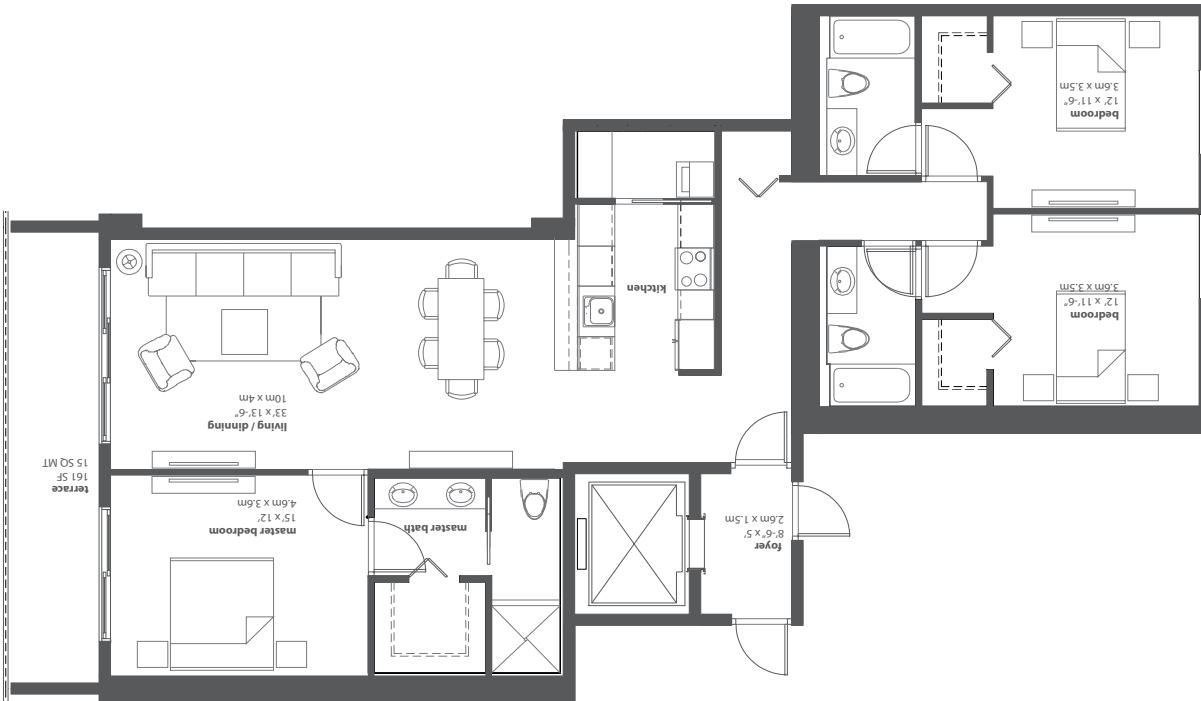 foyer
8'-6"x 5'
2.6m x 1.5m
master bath
master bedroom
15'x 12'
4.6m x 3.6m
terrace
161 SF
15 SQ MT
living / dinning
33' x 13'-6"
10m x 4m
bedroom
12' x 11'-6"
3.6m x 3.5m
kitchen
bedroom
12' x 11'-6"
3.6m x 3.5m